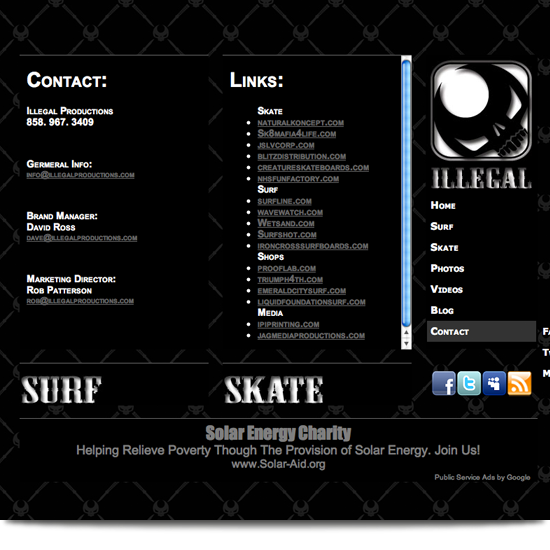 Contact:
Illegal Productions
858. 967. 3409
Germeral Info:
info@illegalproductions.com
Brand Manager:
David Ross
dave@illegalproductions.com
Marketing Director:
Rob Patterson
rob@illegalproductions.com
Links:
Skate
naturalkoncept.com
Sk8mafia4life.com
jslvcorp.com
blitzdistribution.com
creatureskateboards.com
nhsfunfactory.com
Surf
surfline.com
wavewatch.com
Wetsand.com
Surfshot.com
ironcrosssurfboards.com
Shops
prooflab.com
triumph4th.com
emeraldcitysurf.com
liquidfoundationsurf.com
Media
ipiprinting.com
jagmediaproductions.com
ILLEGAL
Home
Surf
Skate
Photos
Videos
Blog
Contact
SURF
SKATE
Solar Energy Charity
Helping Relieve Poverty Though The Provision of Solar Energy. Join Us!
www.Solar-Aid.org
Public Service Ads by Google